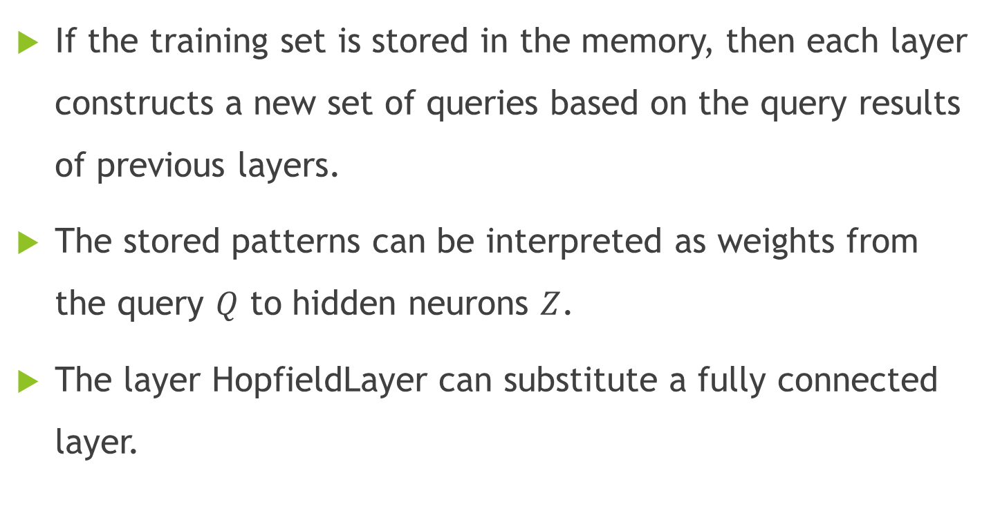 If the training set is stored in the memory, then each layer
constructs a new set of queries based on the query results
of previous layers.
The stored patterns can be interpreted as weights from
the query Q to hidden neurons Z.
The layer HopfieldLayer can substitute a fully connected
layer.